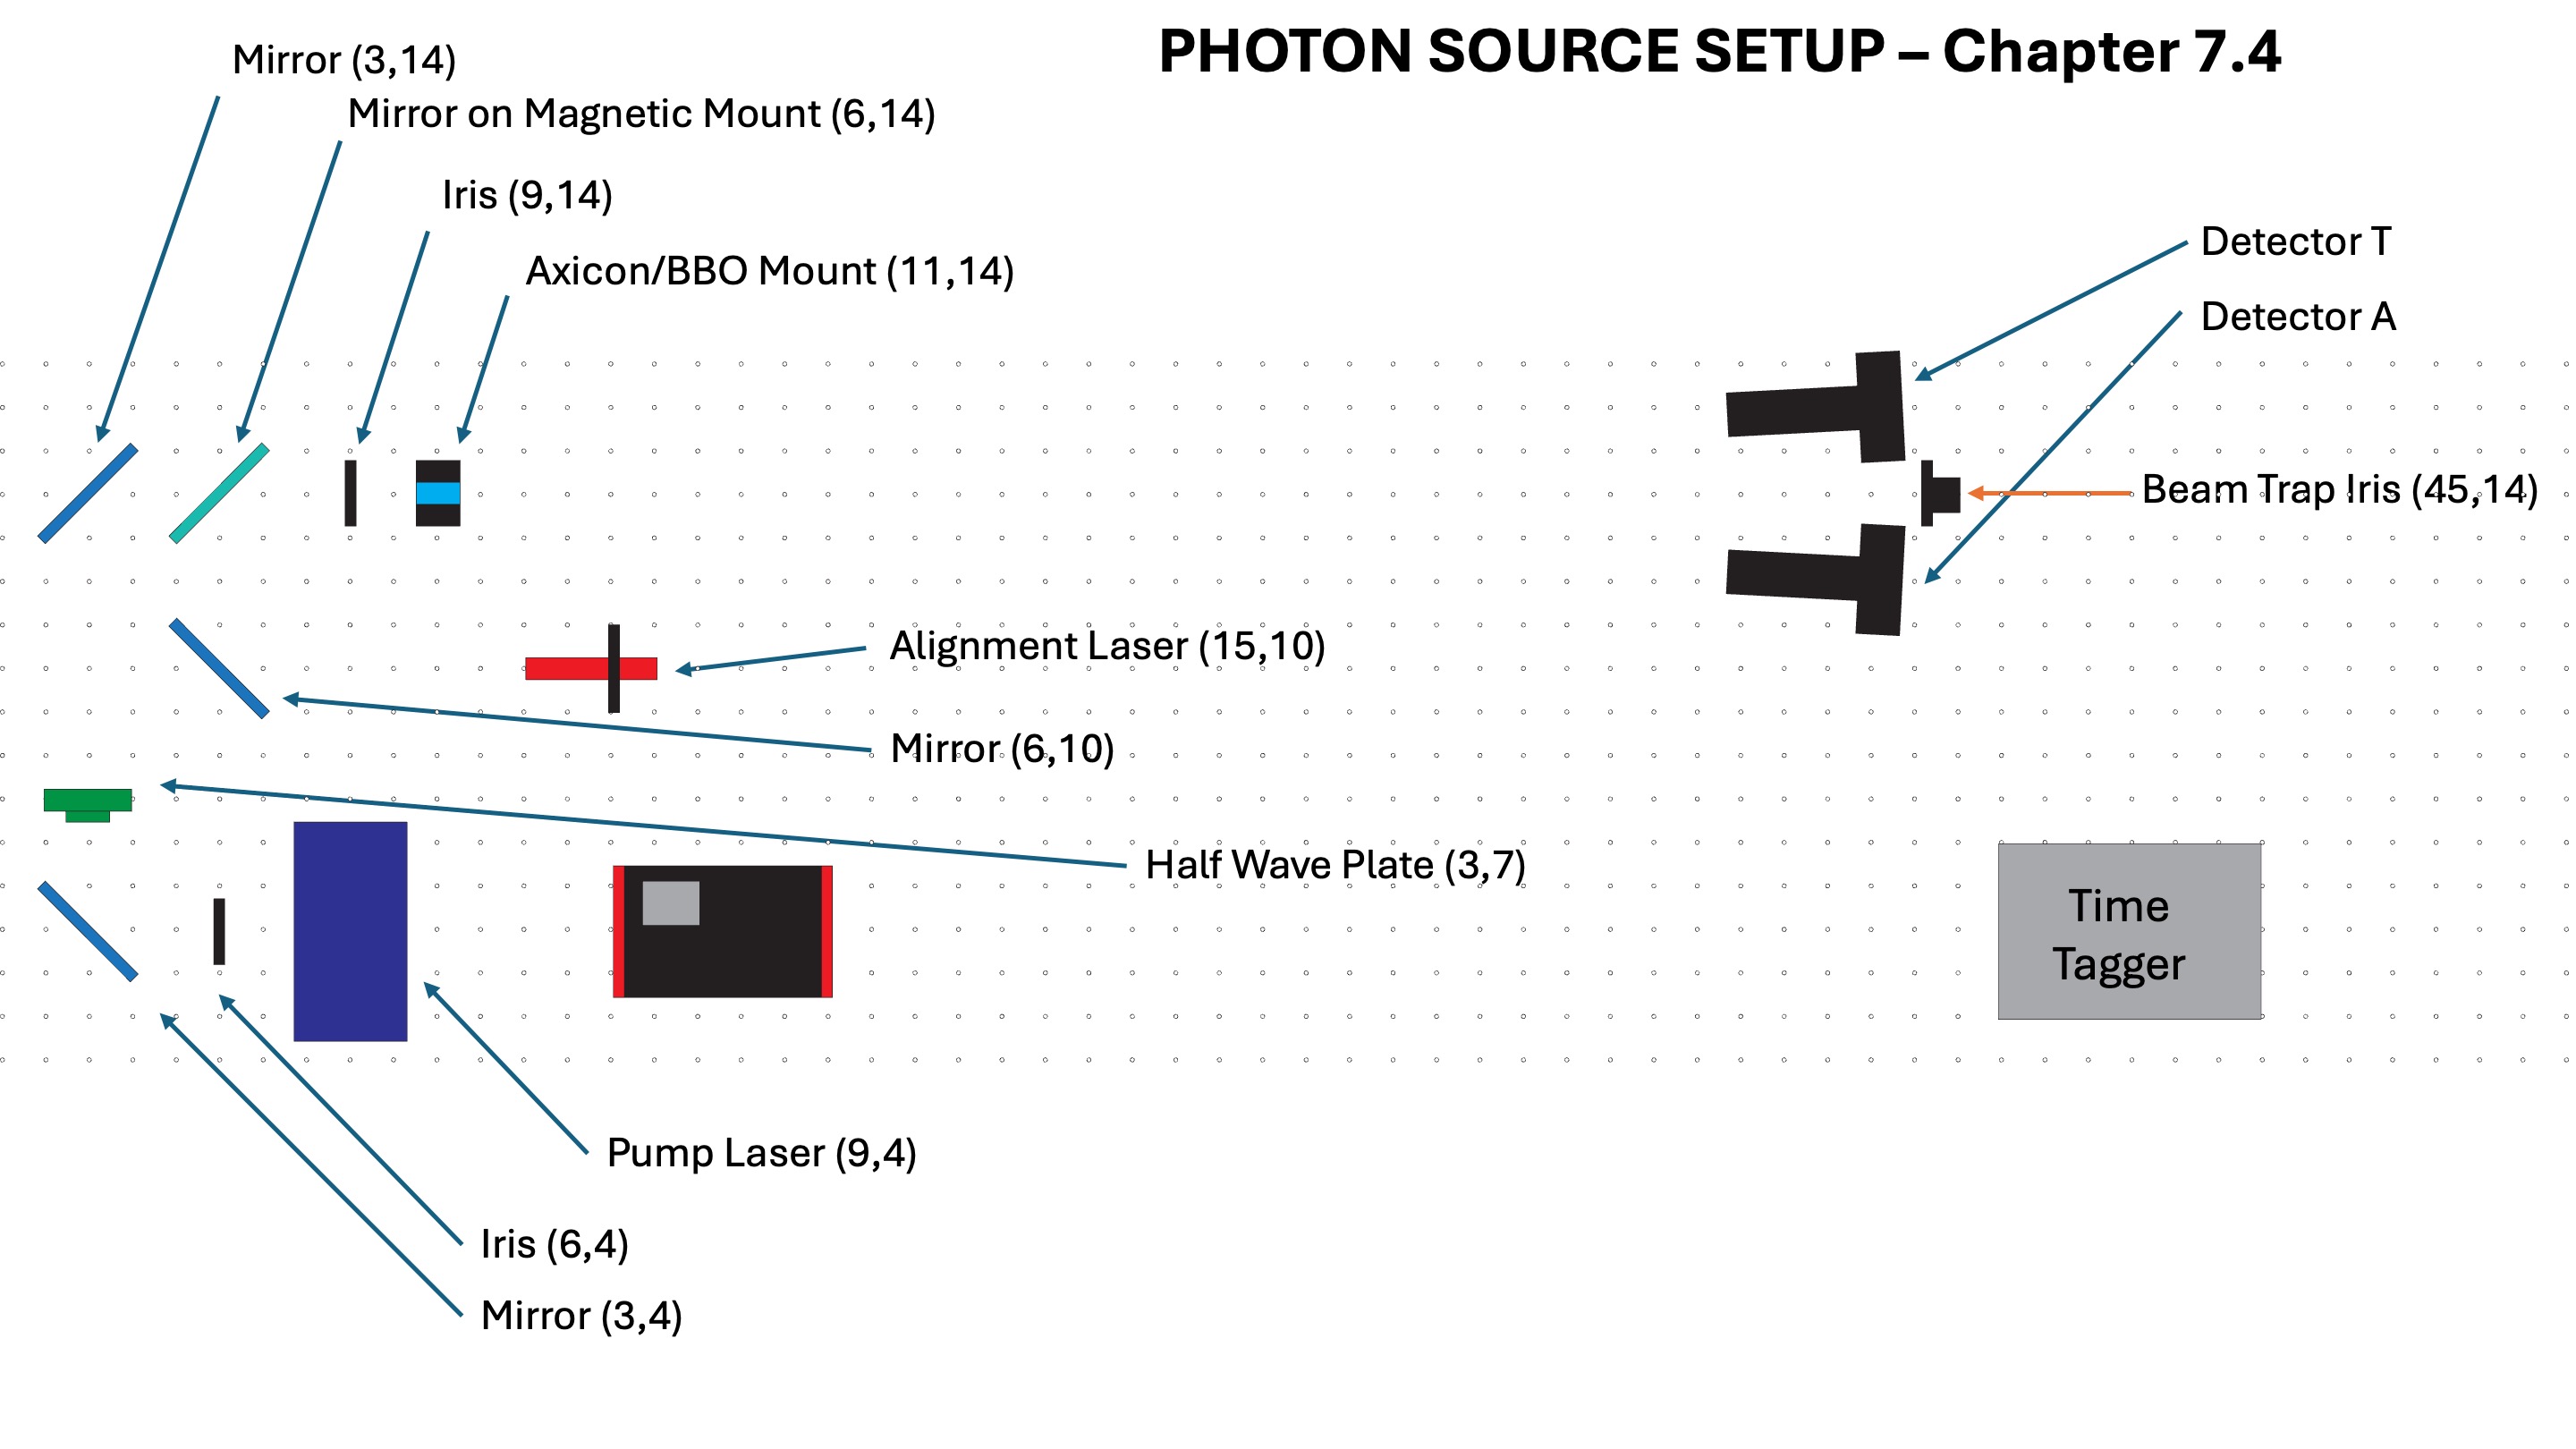 PHOTON SOURCE SETUP – Chapter 7.4
Mirror (3,14)
Mirror on Magnetic Mount (6,14)
Iris (9,14)
Axicon/BBO Mount (11,14)
Detector T
Detector A
Beam Trap Iris (45,14)
Alignment Laser (15,10)
Mirror (6,10)
Half Wave Plate (3,7)
Time
Tagger
Pump Laser (9,4)
Iris (6,4)
Mirror (3,4)